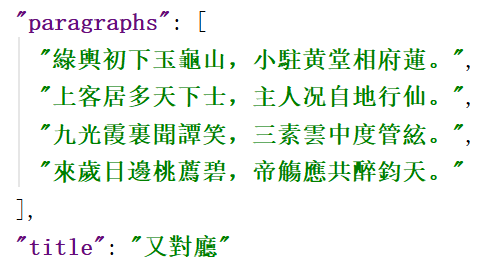 "paragraphs": [
"綠輿初下玉龜山，小駐黄堂相府蓮。",
"上客居多天下士，主人况自地行仙。",
"九光霞裏聞譚笑，三素雲中度管絃。",
"來歲日邊桃薦碧，帝觴應共醉鈞天。"
],
"title": "又對廳"